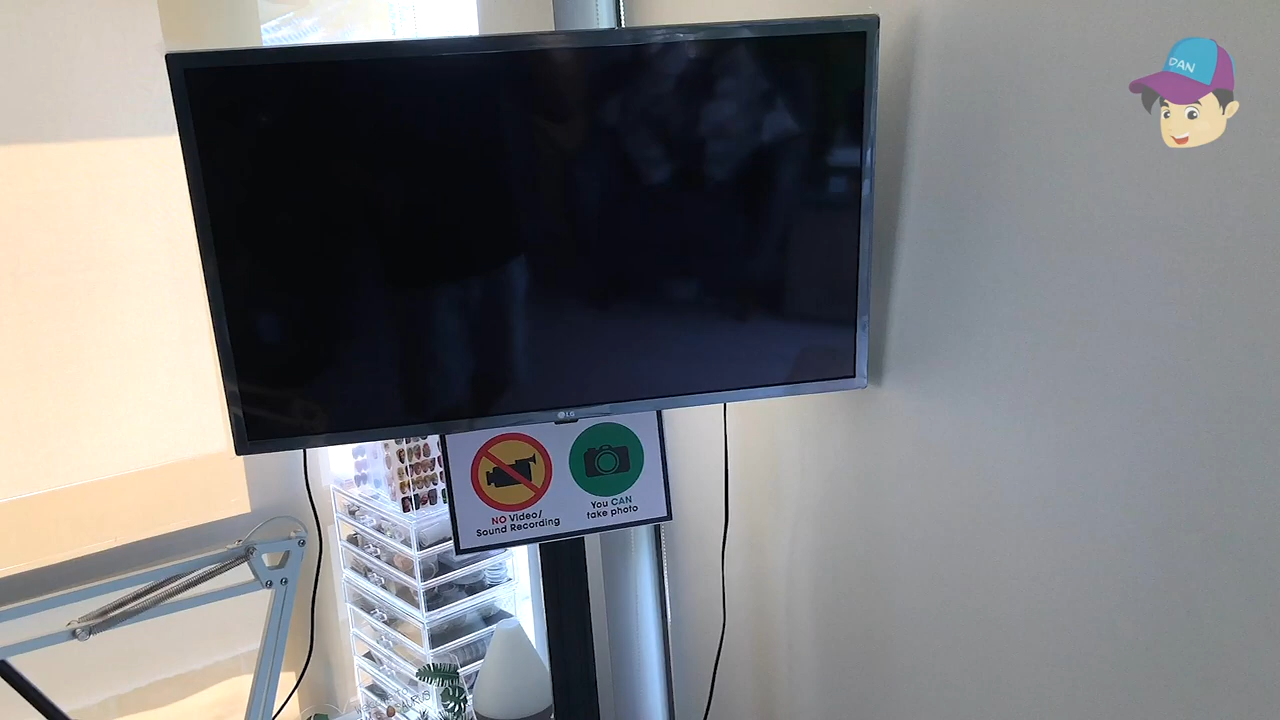 DAN
LG
NO Video/
Sound Recording
You CAN
take photo